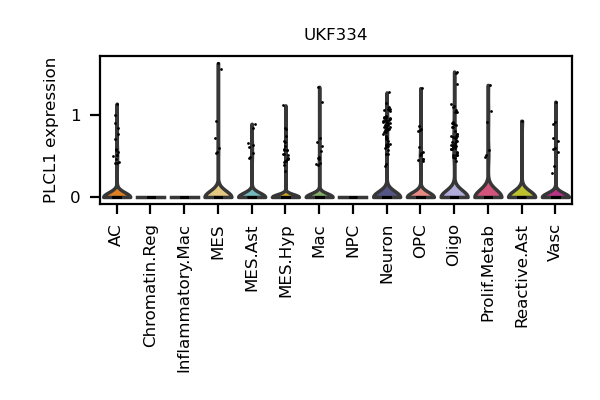 UKF334
PLCL1 expression
1
0
AC
Chromatin.Reg
Inflammatory.Mac
MES
MES.Ast
MES.Hyp
Mac
NPC
Neuron
OPC
Oligo
Prolif.Metab
Reactive.Ast
Vasc